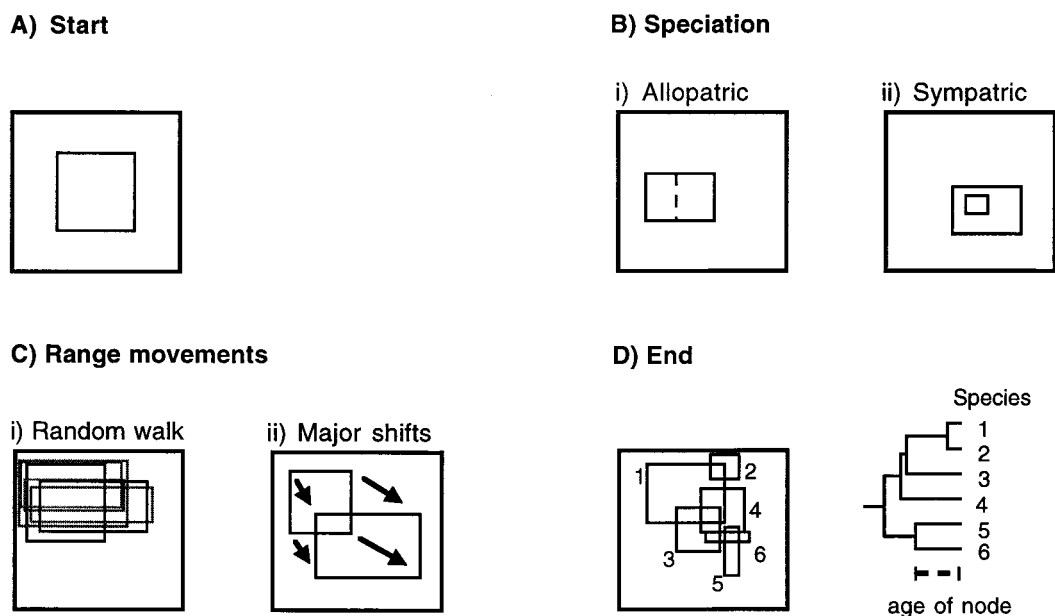 A) Start
B) Speciation
i) Allopatric
ii) Sympatric
C) Range movements
D) End
i) Random walk
ii) Major shifts
1
2
4
3
6
5
Species
1
2
3
4
5
6
age of node